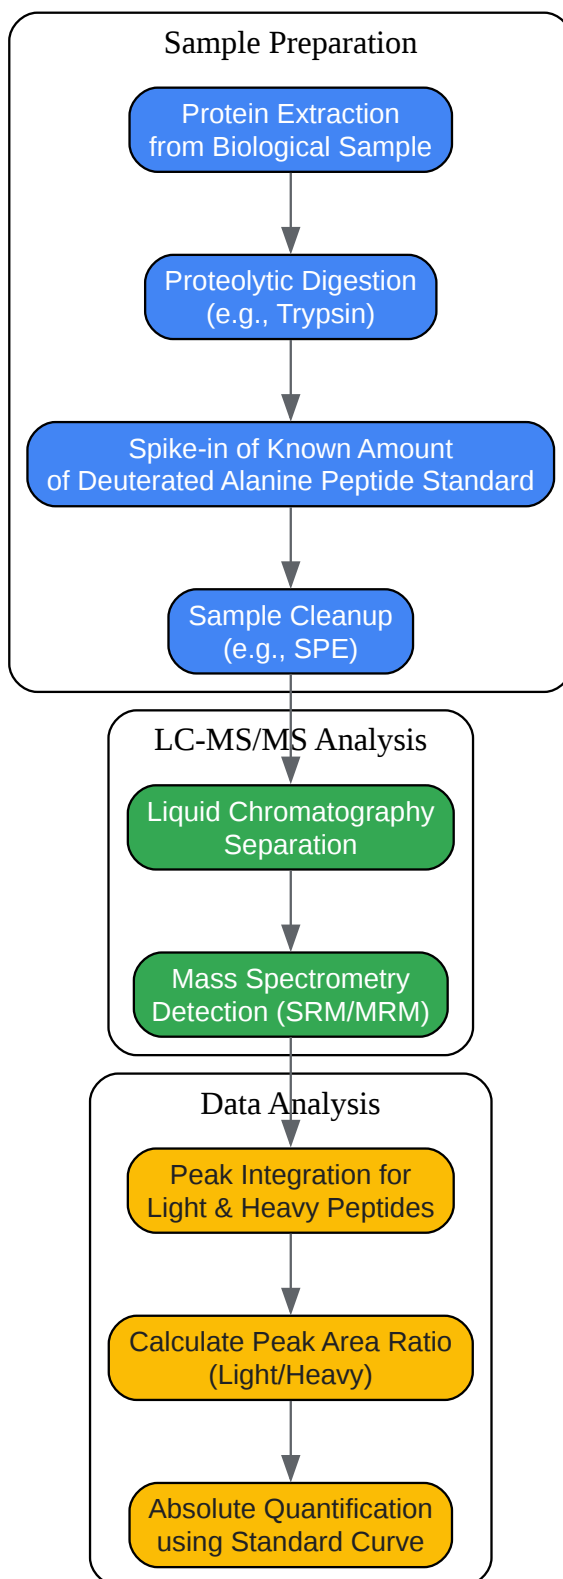 Sample Preparation
Protein Extraction
from Biological Sample
Proteolytic Digestion
(e.g., Trypsin)
Spike-in of Known Amount
of Deuterated Alanine Peptide Standard
Sample Cleanup
(e.g., SPE)
LC-MS/MS Analysis
Liquid Chromatography
Separation
Mass Spectrometry
Detection (SRM/MRM)
Data Analysis
Peak Integration for
Light & Heavy Peptides
Calculate Peak Area Ratio
(Light/Heavy)
Absolute Quantification
using Standard Curve